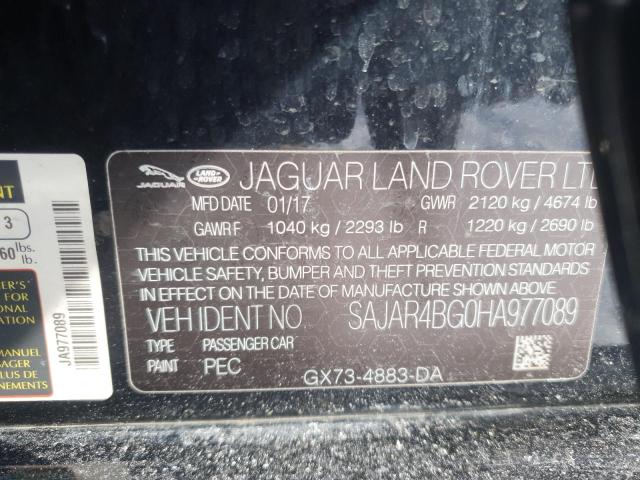 JAGUAR LAND ROVER JAGUAR LAND ROVER LTD
MFD DATE 01/17 GVWR 2120 kg / 4674 lb
GAWR F 1040 kg / 2293 lb R 1220 kg / 2690 lb
THIS VEHICLE CONFORMS TO ALL APPLICABLE FEDERAL MOTOR
VEHICLE SAFETY, BUMPER AND THEFT PREVENTION STANDARDS
IN EFFECT ON THE DATE OF MANUFACTURE SHOWN ABOVE.
VEH IDENT NO SAJAR4BG0HA977089
TYPE PASSENGER CAR
PAINT PEC
GX73-4883-DA
3
lbs.
lb.
JA977089